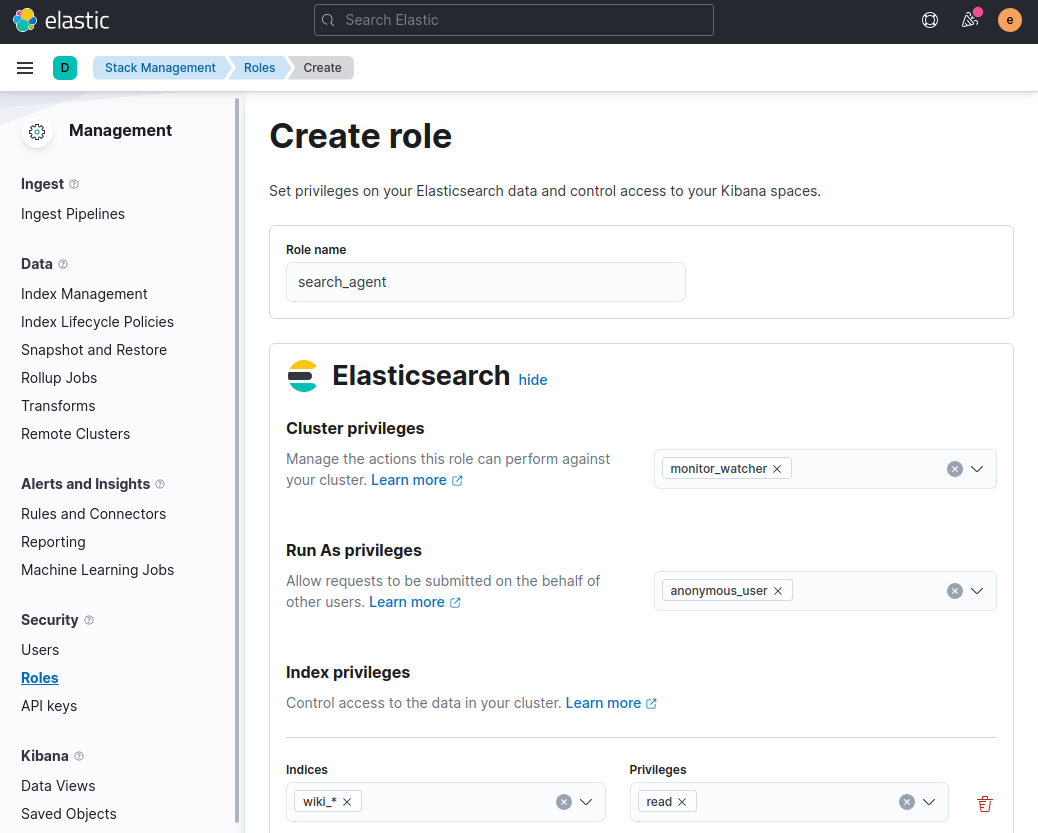 elastic
Search Elastic
e
D
Stack Management
Roles
Create
Management
Ingest
Ingest Pipelines
Data
Index Management
Index Lifecycle Policies
Snapshot and Restore
Rollup Jobs
Transforms
Remote Clusters
Alerts and Insights
Rules and Connectors
Reporting
Machine Learning Jobs
Security
Users
Roles
API keys
Kibana
Data Views
Saved Objects
Create role
Set privileges on your Elasticsearch data and control access to your Kibana spaces.
Role name
search_agent
Elasticsearch hide
Cluster privileges
Manage the actions this role can perform against
your cluster. Learn more
monitor_watcher
Run As privileges
Allow requests to be submitted on the behalf of
other users. Learn more
anonymous_user
Index privileges
Control access to the data in your cluster. Learn more
Indices
wiki_*
Privileges
read